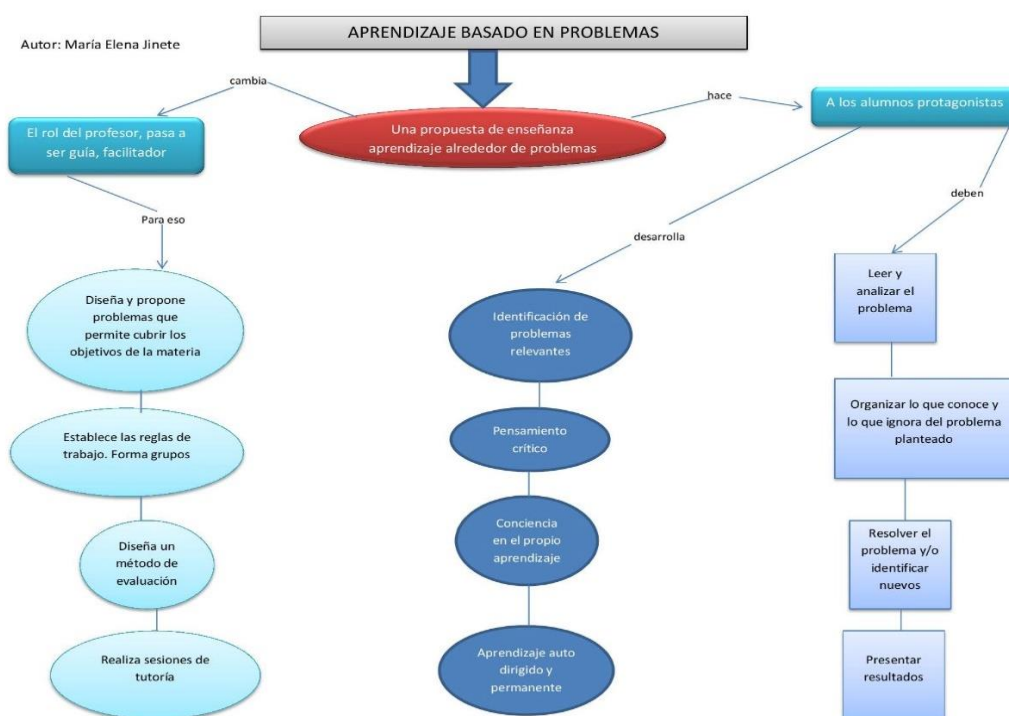 APRENDIZAJE BASADO EN PROBLEMAS
Autor: María Elena Jinete
cambia
hace
A los alumnos protagonistas
El rol del profesor, pasa a
ser guía, facilitador
Una propuesta de enseñanza
aprendizaje alrededor de problemas
Para eso
desarrolla
deben
Diseña y propone
problemas que
permite cubrir los
objetivos de la materia
Establece las reglas de
trabajo. Forma grupos
Diseña un
método de
evaluación
Realiza sesiones de
tutoría
Identificación de
problemas
relevantes
Pensamiento
crítico
Conciencia
en el propio
aprendizaje
Aprendizaje auto
dirigido y
permanente
Leer y
analizar el
problema
Organizar lo que conoce y
lo que ignora del problema
planteado
Resolver el
problema y/o
identificar
nuevos
Presentar
resultados